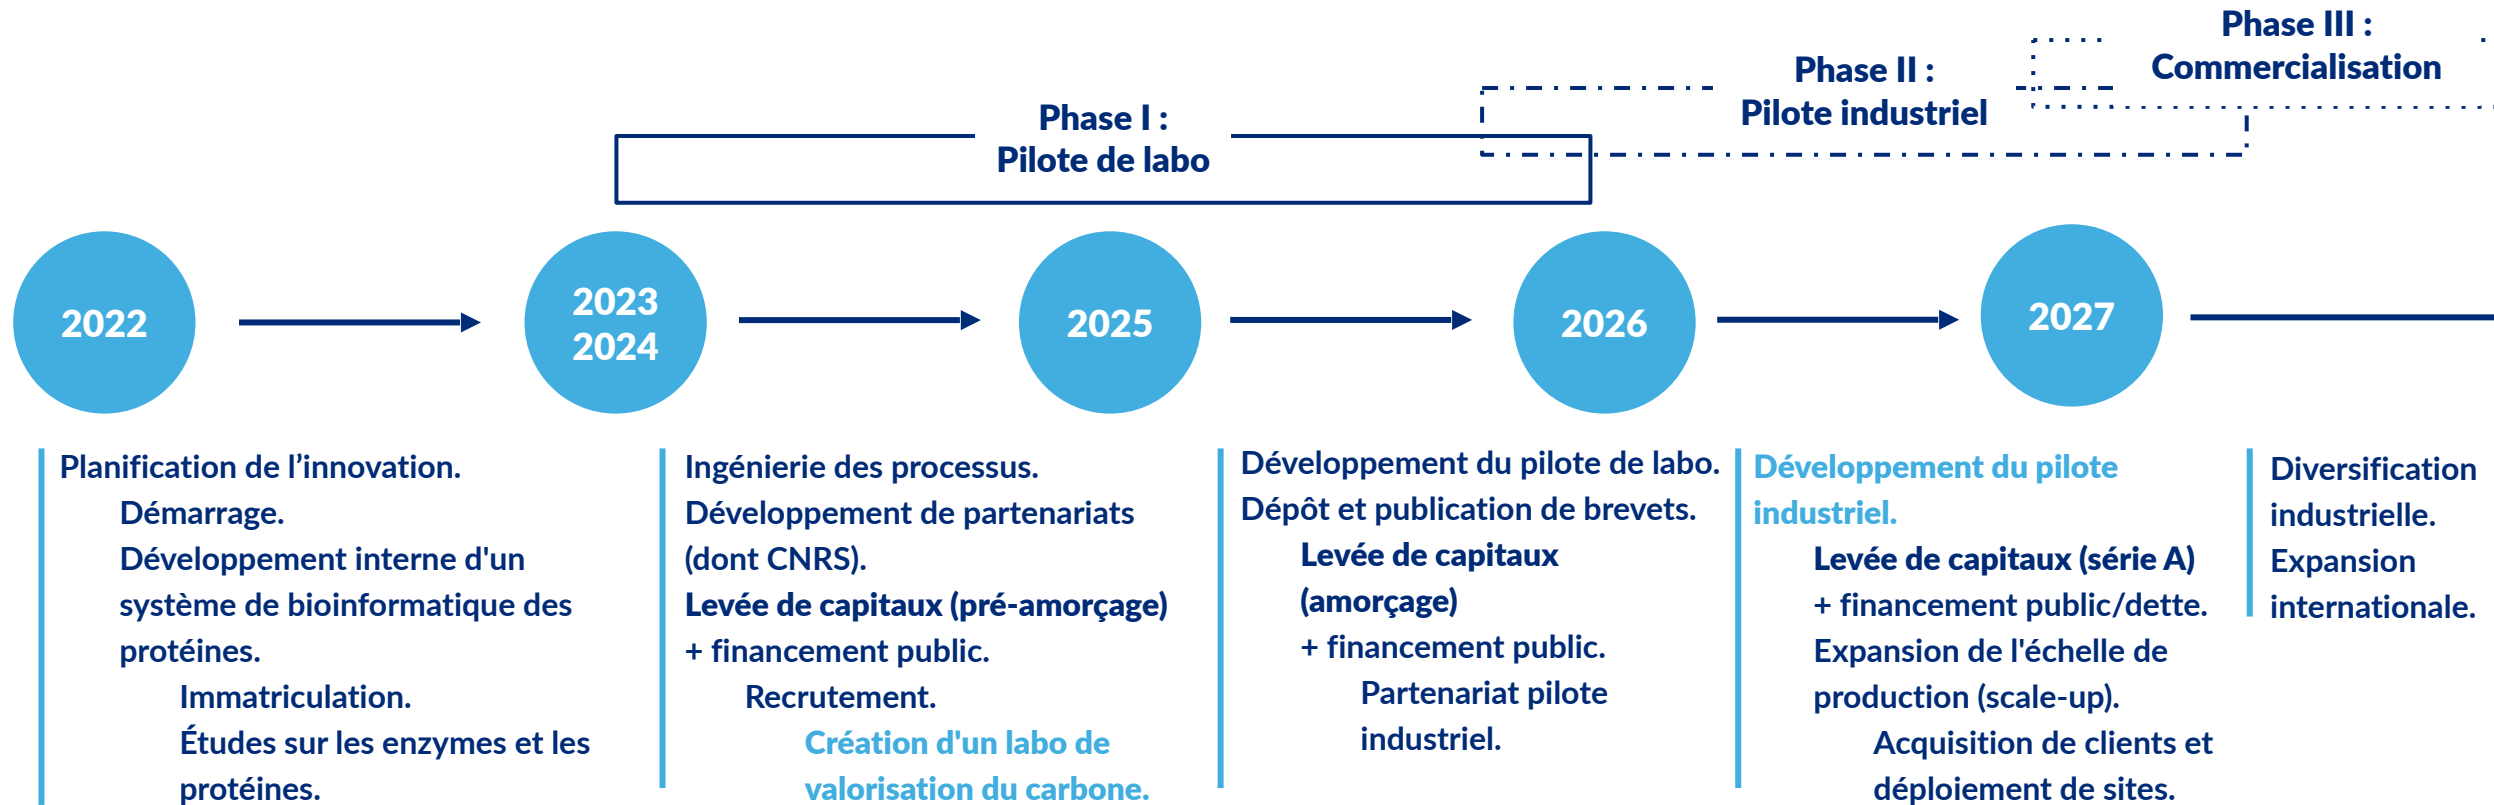 Phase III :
Commercialisation
Phase II :
Pilote industriel
Phase I :
Pilote de labo
2022
2023
2024
2025
2026
2027
Planification de l’innovation.
Démarrage.
Développement interne d'un
système de bioinformatique des
protéines.
Immatriculation.
Études sur les enzymes et les
protéines.
Ingénierie des processus.
Développement de partenariats
(dont CNRS).
Levée de capitaux (pré-amorçage)
+ financement public.
Recrutement.
Création d'un labo de
valorisation du carbone.
Développement du pilote de labo.
Dépôt et publication de brevets.
Levée de capitaux
(amorçage)
+ financement public.
Partenariat pilote
industriel.
Développement du pilote
industriel.
Levée de capitaux (série A)
+ financement public/dette.
Expansion de l'échelle de
production (scale-up).
Acquisition de clients et
déploiement de sites.
Diversification
industrielle.
Expansion
internationale.